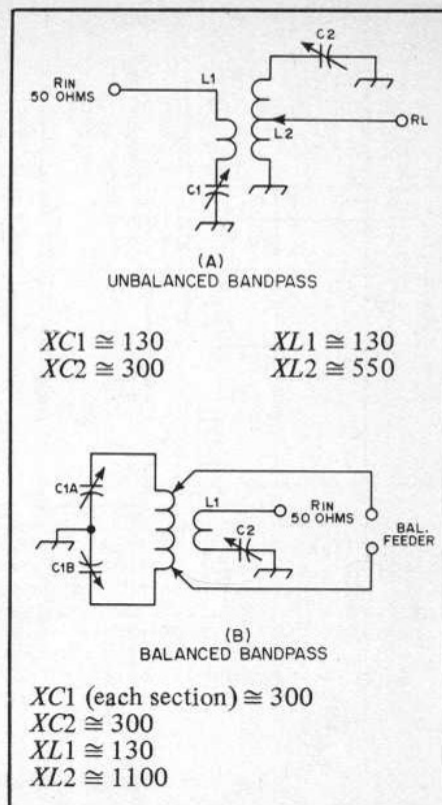 C2
RIN
50 OHMS
L1
RL
L2
C1
(A)
UNBALANCED BANDPASS
XC1 ≅ 130 XL1 ≅ 130
XC2 ≅ 300 XL2 ≅ 550
C1A
L1
RIN
50 OHMS
C2
BAL.
FEEDER
C1B
(B)
BALANCED BANDPASS
XC1 (each section) ≅ 300
XC2 ≅ 300
XL1 ≅ 130
XL2 ≅ 1100